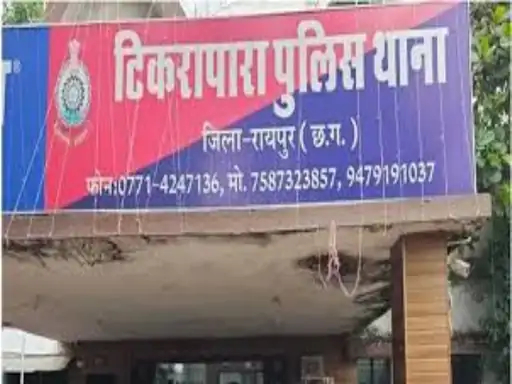 टिकरापारा पुलिस थाना
जिला-रायपुर ( छ.ग. )
फोन:0771-4247136, मो. 7587323857, 9479191037